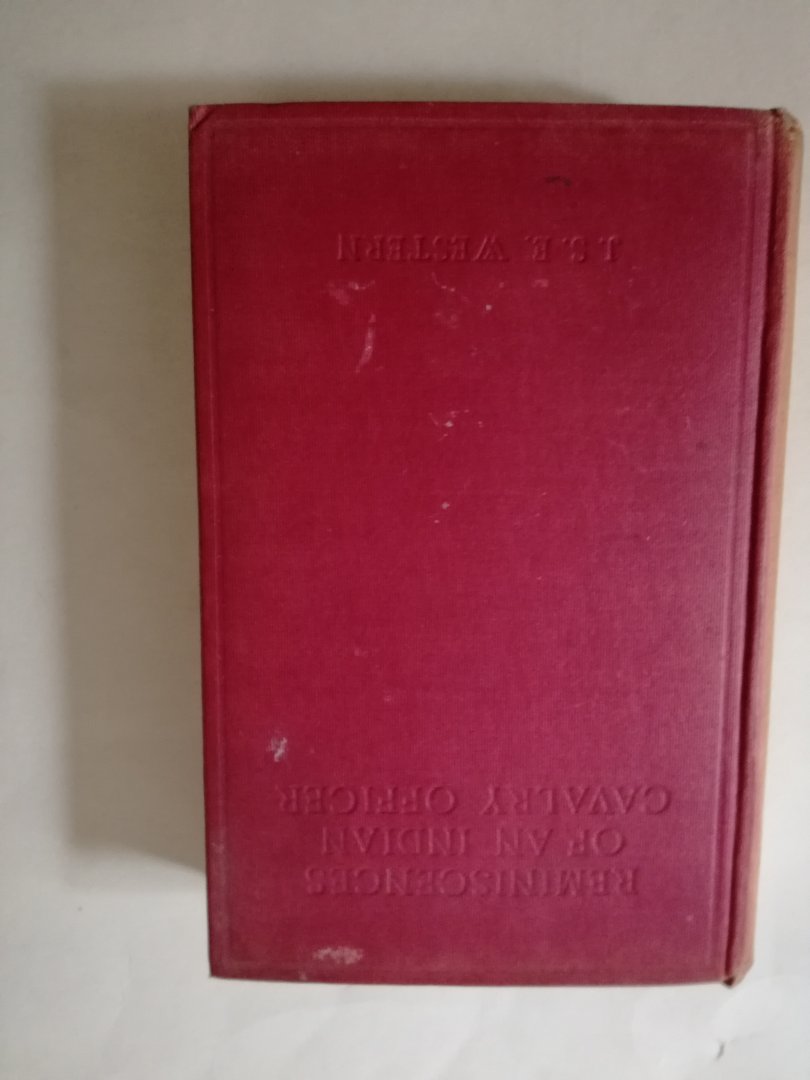 REMINISCENCES
OF AN INDIAN
CAVALRY OFFICER
J. S. E. WESTERN